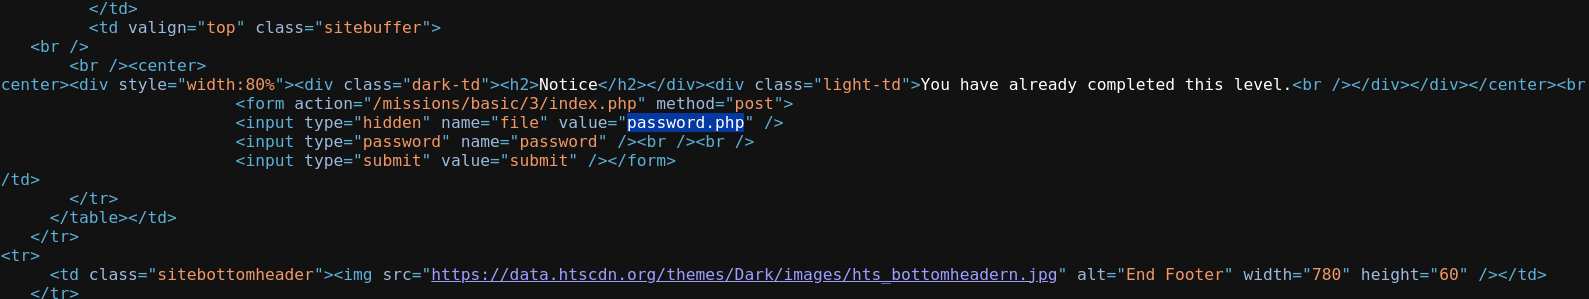 </td>
<td valign="top" class="sitebuffer">
<br />
<br /><center>
center><div style="width:80%"><div class="dark-td"><h2>Notice</h2></div><div class="light-td">You have already completed this level.<br /></div></div></center><br
<form action="/missions/basic/3/index.php" method="post">
<input type="hidden" name="file" value="password.php" />
<input type="password" name="password" /><br /><br />
<input type="submit" value="submit" /></form>
/td>
</tr>
</table></td>
</tr>
<tr>
<td class="sitebottomheader"><img src="https://data.htscdn.org/themes/Dark/images/hts_bottomheadern.jpg" alt="End Footer" width="780" height="60" /></td>
</tr>